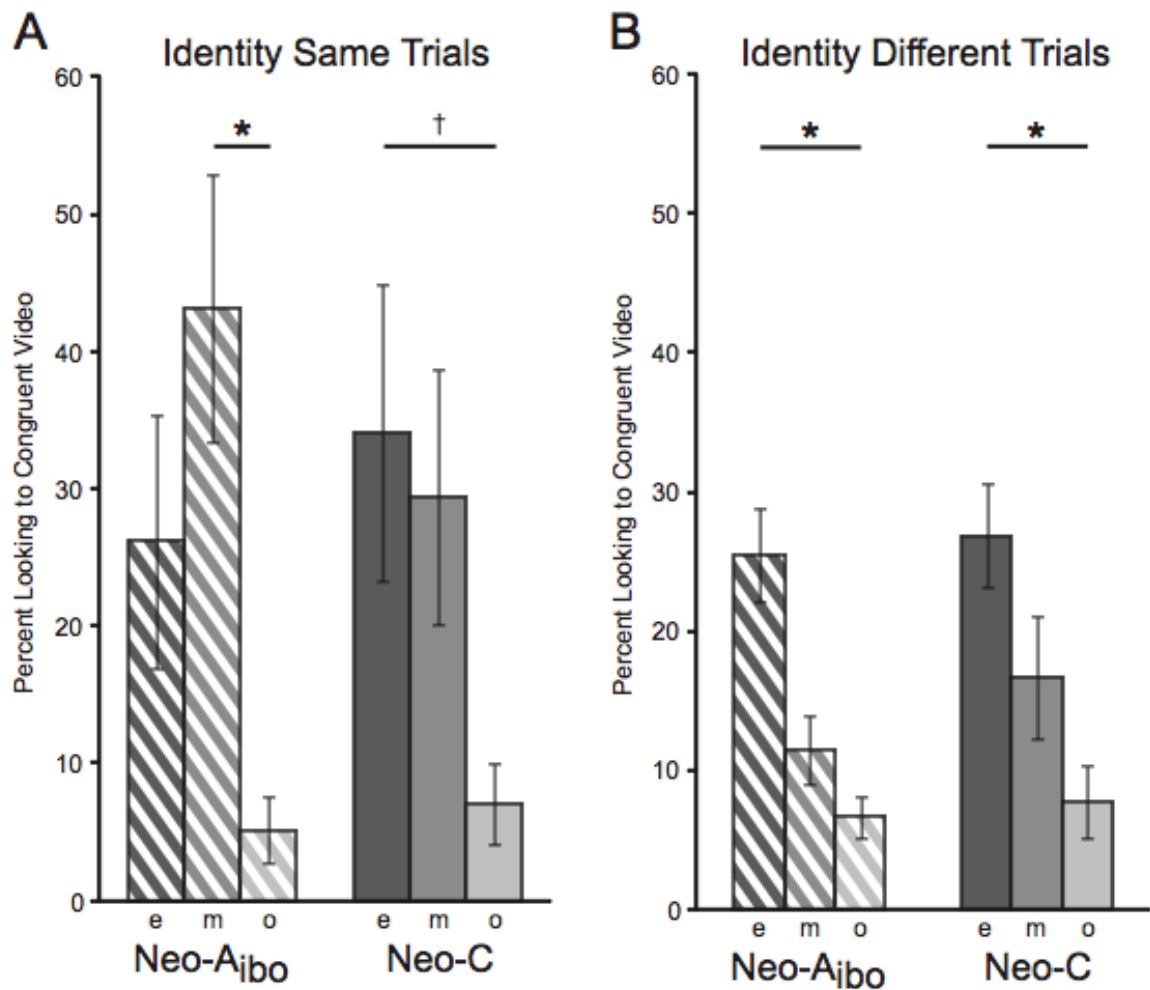 A
Identity Same Trials
60
50
40
30
20
10
0
Percent Looking to Congruent Video
*
†
e m o e m o
Neo-Aibo Neo-C
B
Identity Different Trials
60
50
40
30
20
10
0
Percent Looking to Congruent Video
* *
e m o e m o
Neo-Aibo Neo-C